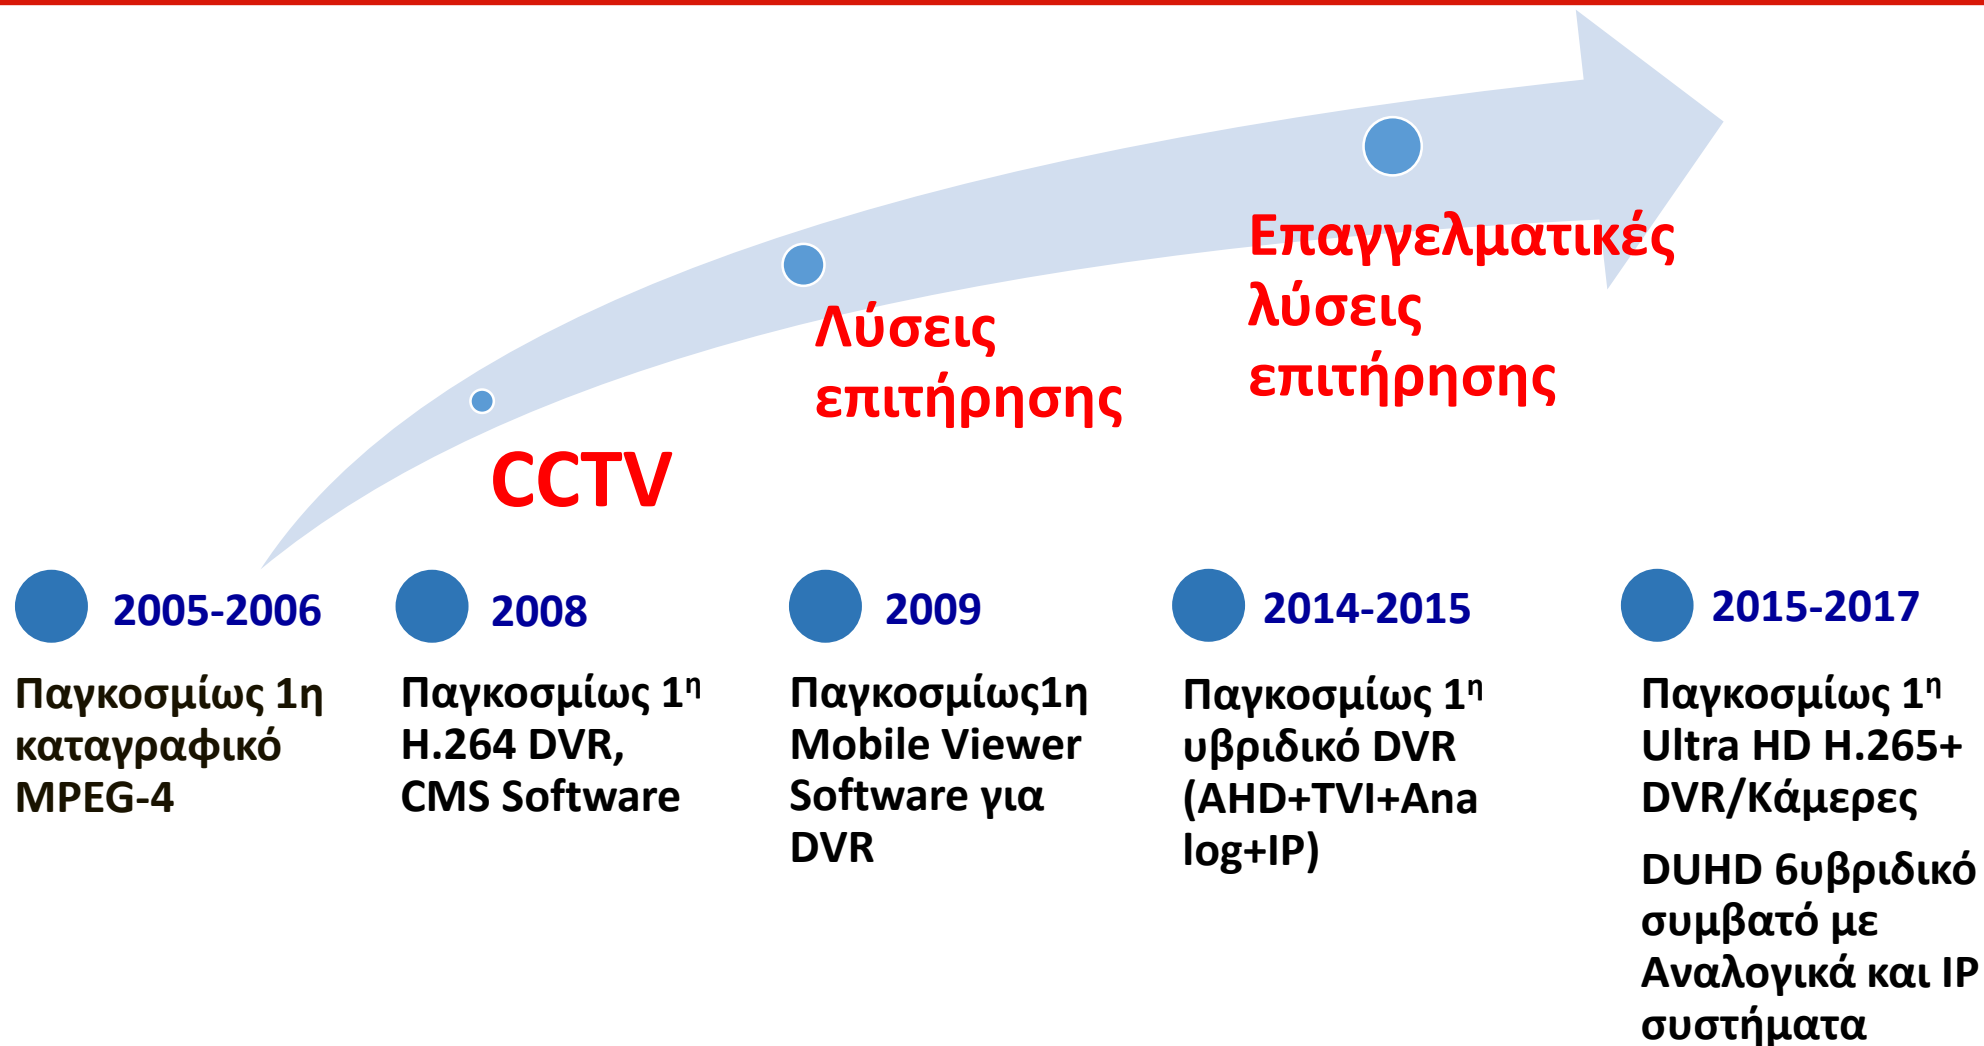 Επαγγελματικές
λύσεις
επιτήρησης
Λύσεις
επιτήρησης
CCTV
2005-2006
Παγκοσμίως 1η
καταγραφικό
MPEG-4
2008
Παγκοσμίως 1η
H.264 DVR,
CMS Software
2009
Παγκοσμίως1η
Mobile Viewer
Software για
DVR
2014-2015
Παγκοσμίως 1η
υβριδικό DVR
(AHD+TVI+Ana
log+IP)
2015-2017
Παγκοσμίως 1η
Ultra HD H.265+
DVR/Κάμερες
DUHD 6υβριδικό
συμβατό με
Αναλογικά και IP
συστήματα